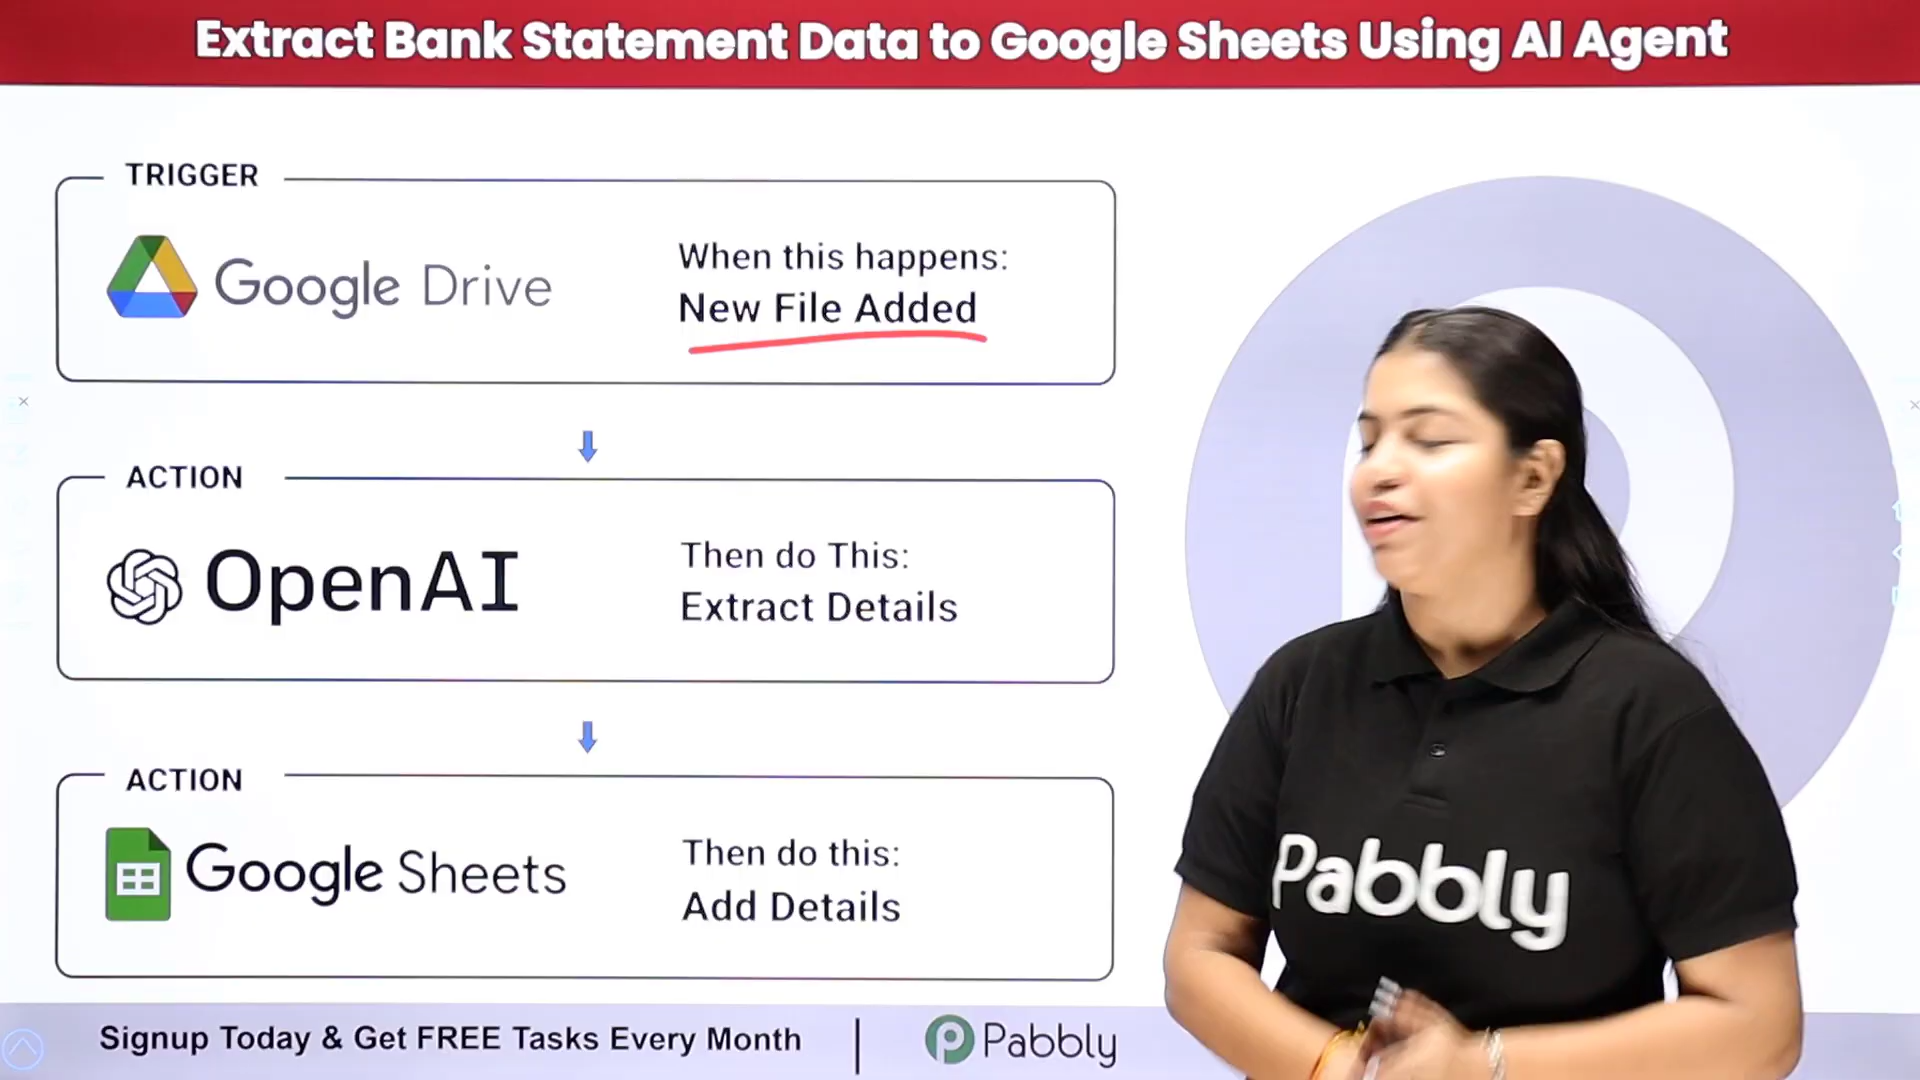 Extract Bank Statement Data to Google Sheets Using AI Agent
TRIGGER
Google Drive
When this happens:
New File Added
ACTION
OpenAI
Then do This:
Extract Details
ACTION
Google Sheets
Then do this:
Add Details
Signup Today & Get FREE Tasks Every Month
Pabbly
Pabbly